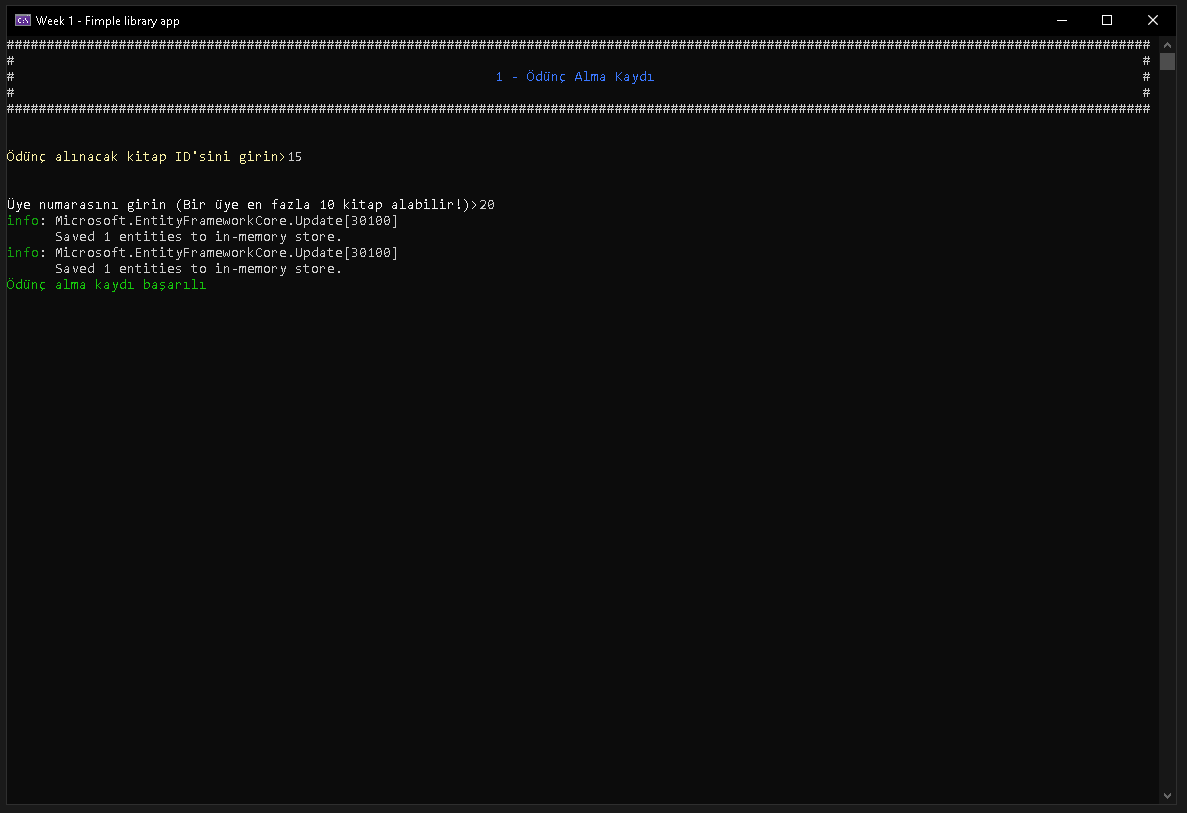 Week 1 - Fimple library app
###############################################################################################################################################
# #
# 1 - Ödünç Alma Kaydı #
# #
###############################################################################################################################################
Ödünç alınacak kitap ID'sini girin>15
Üye numarasını girin (Bir üye en fazla 10 kitap alabilir!)>20
info: Microsoft.EntityFrameworkCore.Update[30100]
Saved 1 entities to in-memory store.
info: Microsoft.EntityFrameworkCore.Update[30100]
Saved 1 entities to in-memory store.
Ödünç alma kaydı başarılı